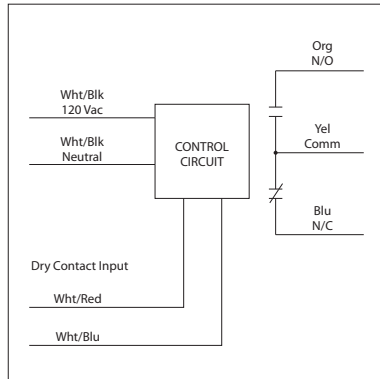 Org
N/O
Wht/Blk
120 Vac
Yel
Comm
Wht/Blk
Neutral
CONTROL
CIRCUIT
Blu
N/C
Dry Contact Input
Wht/Red
Wht/Blu